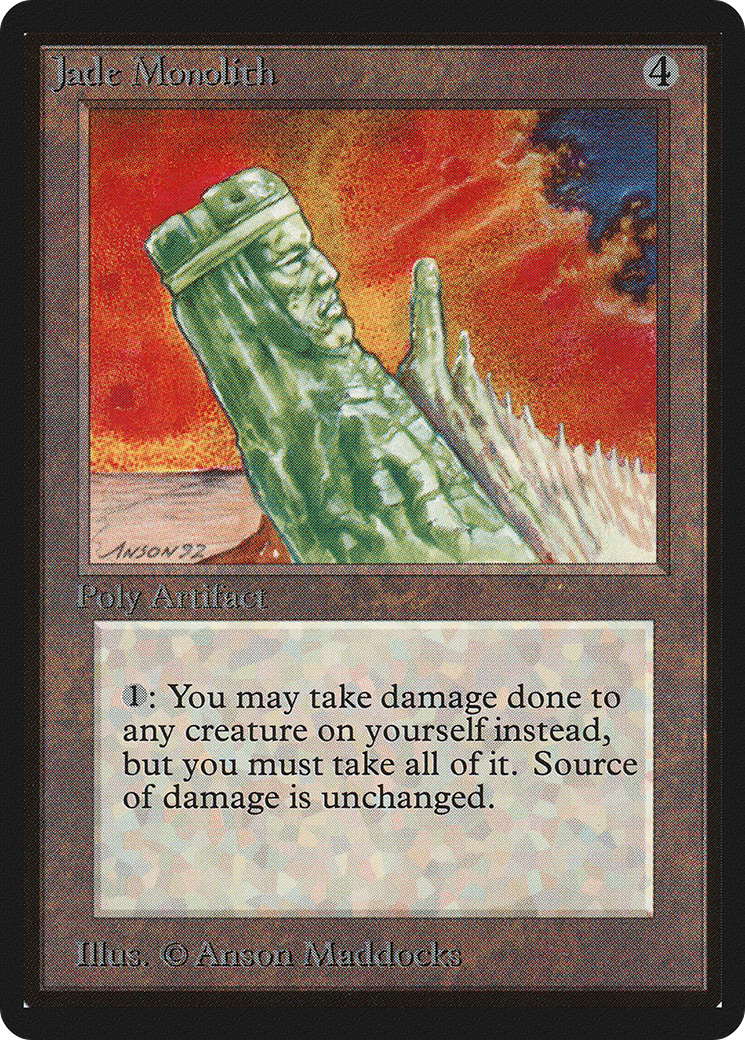 Jade Monolith
4
ANSON 92
Poly Artifact
1: You may take damage done to
any creature on yourself instead,
but you must take all of it. Source
of damage is unchanged.
Illus. © Anson Maddocks